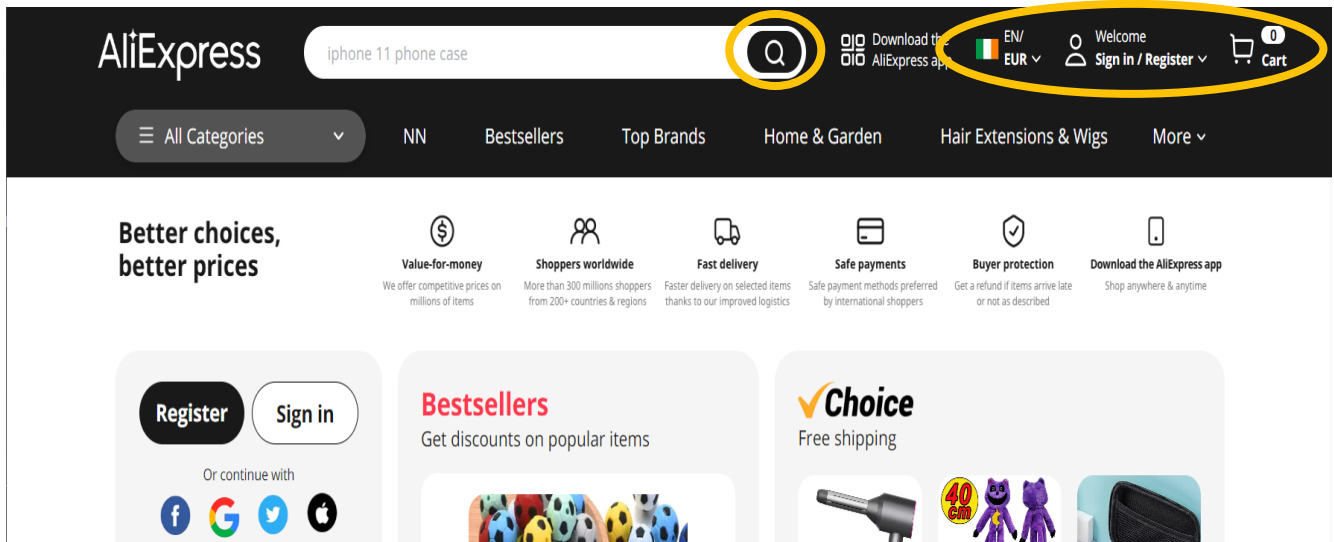 AliExpress
iphone 11 phone case
Download the
AliExpress app
EN/
EUR
Welcome
Sign in / Register
0
Cart
All Categories
NN
Bestsellers
Top Brands
Home & Garden
Hair Extensions & Wigs
More
Better choices,
better prices
Value-for-money
We offer competitive prices on
millions of items
Shoppers worldwide
More than 300 millions shoppers
from 200+ countries & regions
Fast delivery
Faster delivery on selected items
thanks to our improved logistics
Safe payments
Safe payment methods preferred
by international shoppers
Buyer protection
Get a refund if items arrive late
or not as described
Download the AliExpress app
Shop anywhere & anytime
Register
Sign in
Or continue with
Bestsellers
Get discounts on popular items
Choice
Free shipping
40
cm